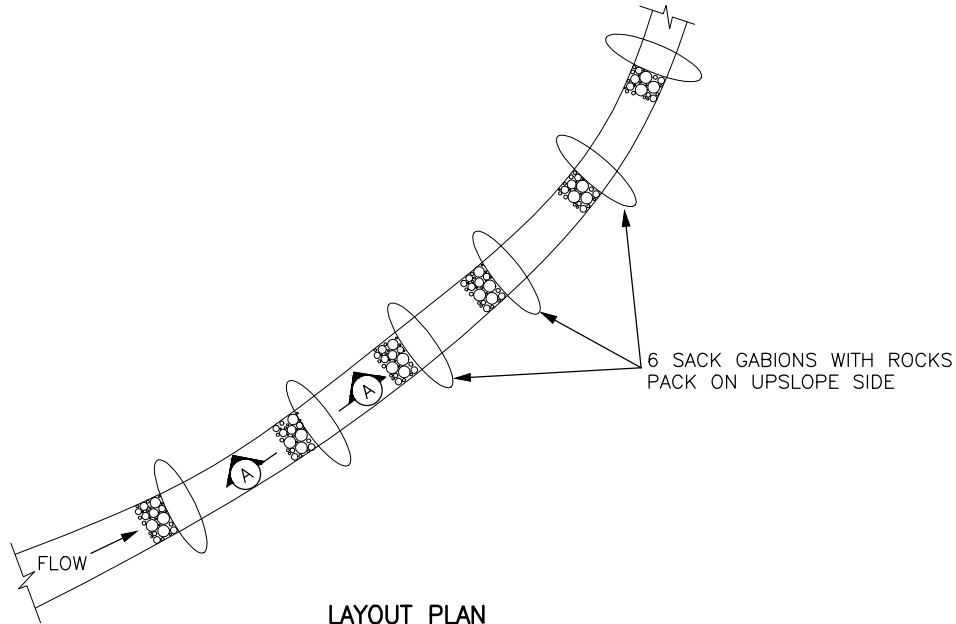 6 SACK GABIONS WITH ROCKS
PACK ON UPSLOPE SIDE
A
A
FLOW
LAYOUT PLAN